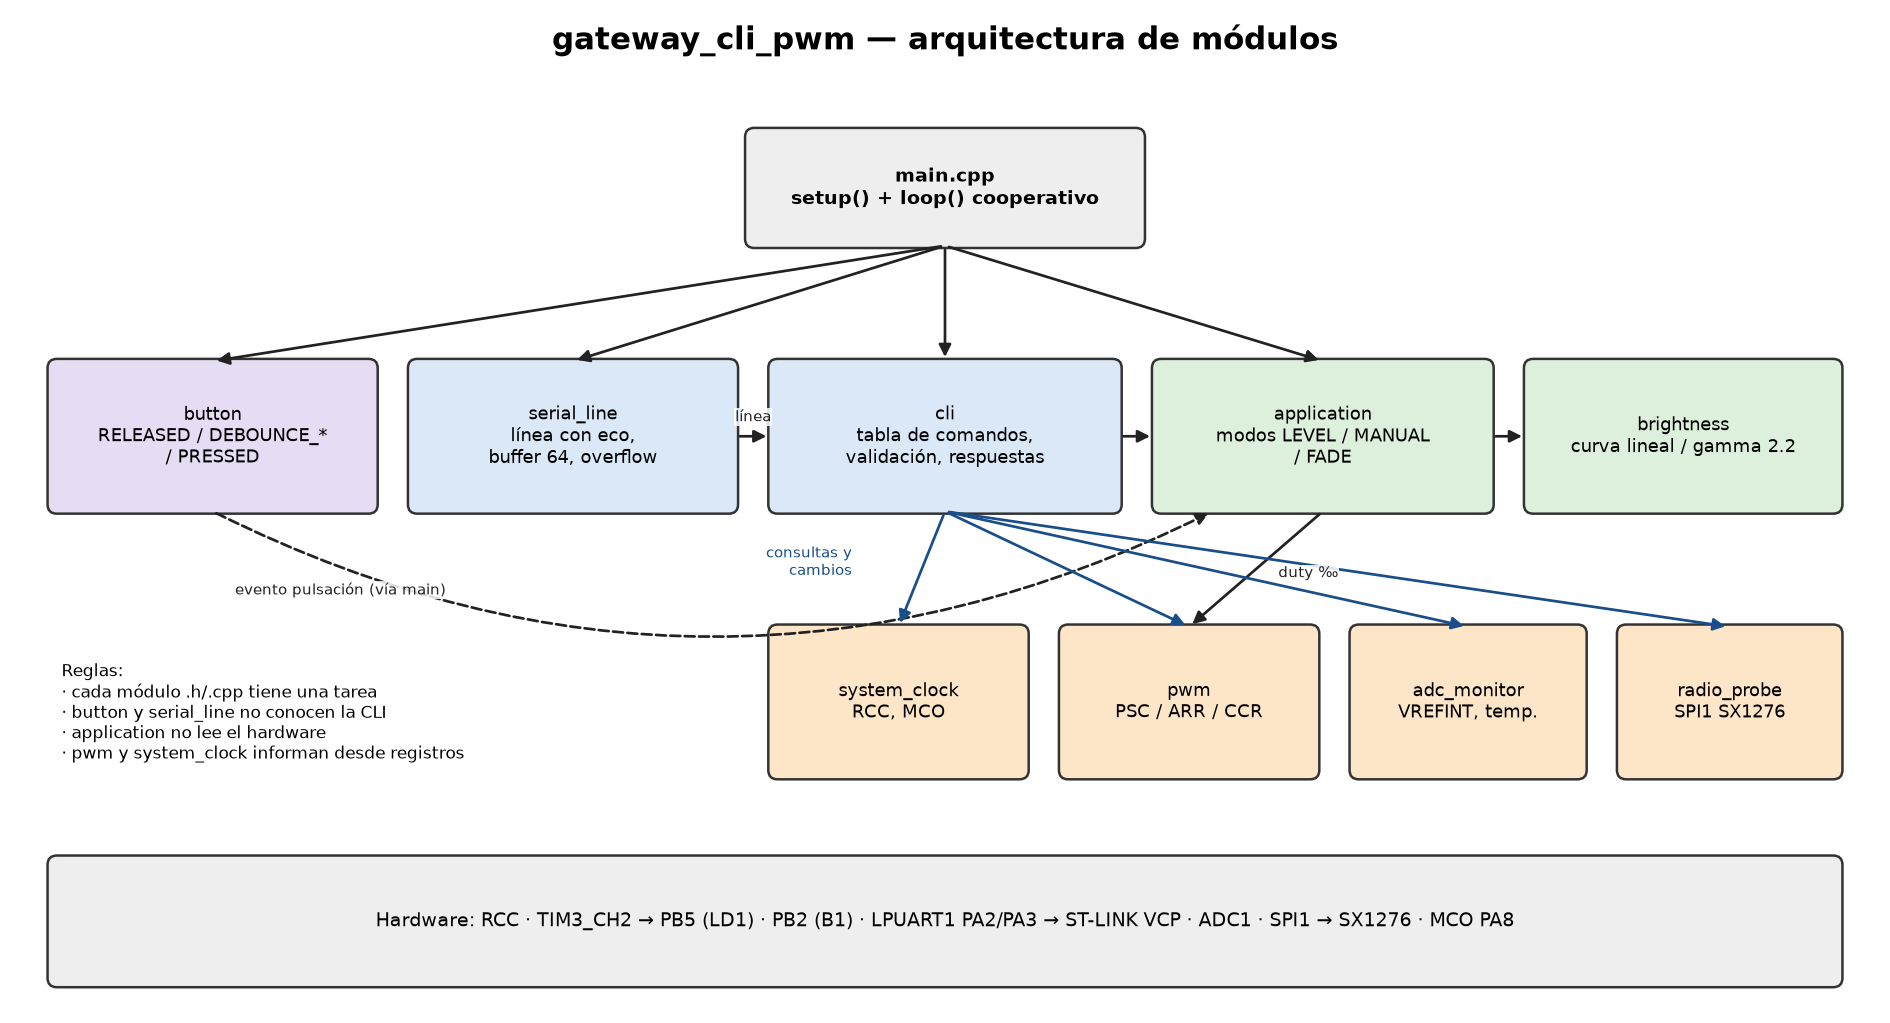 gateway_cli_pwm — arquitectura de módulos
main.cpp
setup() + loop() cooperativo
button
RELEASED / DEBOUNCE_*
/ PRESSED
serial_line
línea con eco,
buffer 64, overflow
línea
cli
tabla de comandos,
validación, respuestas
application
modos LEVEL / MANUAL
/ FADE
brightness
curva lineal / gamma 2.2
consultas y
cambios
duty ‰
evento pulsación (vía main)
Reglas:
· cada módulo .h/.cpp tiene una tarea
· button y serial_line no conocen la CLI
· application no lee el hardware
· pwm y system_clock informan desde registros
system_clock
RCC, MCO
pwm
PSC / ARR / CCR
adc_monitor
VREFINT, temp.
radio_probe
SPI1 SX1276
Hardware: RCC · TIM3_CH2 → PB5 (LD1) · PB2 (B1) · LPUART1 PA2/PA3 → ST-LINK VCP · ADC1 · SPI1 → SX1276 · MCO PA8